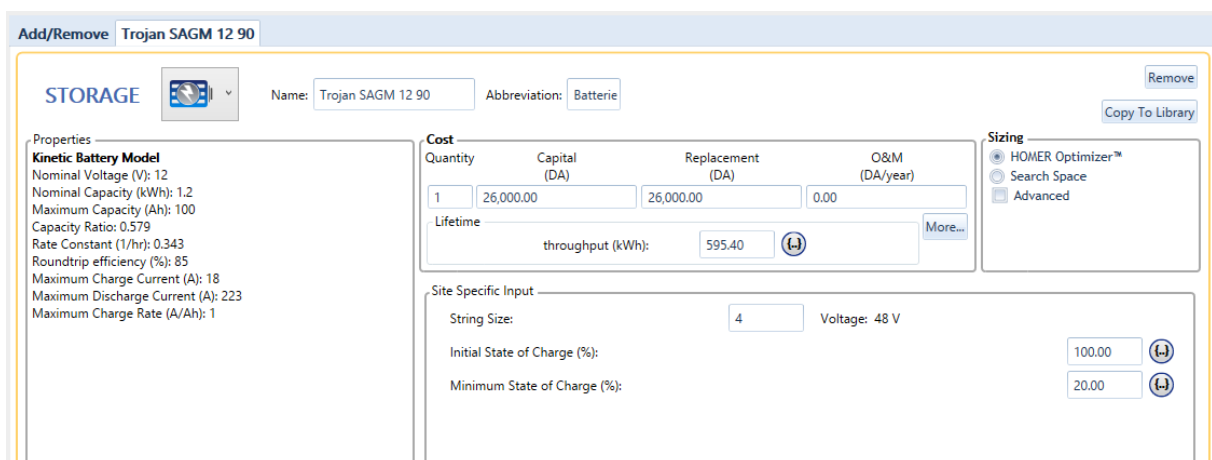 Add/Remove Trojan SAGM 12 90
Remove
STORAGE Name: Trojan SAGM 12 90 Abbreviation: Batterie
Copy To Library
Properties
Kinetic Battery Model
Nominal Voltage (V): 12
Nominal Capacity (kWh): 1.2
Maximum Capacity (Ah): 100
Capacity Ratio: 0.579
Rate Constant (1/hr): 0.343
Roundtrip efficiency (%): 85
Maximum Charge Current (A): 18
Maximum Discharge Current (A): 223
Maximum Charge Rate (A/Ah): 1
Cost
Quantity Capital Replacement O&M
(DA) (DA) (DA/year)
1 26,000.00 26,000.00 0.00
Lifetime
More...
throughput (kWh): 595.40 {..}
Sizing
HOMER Optimizer™
Search Space
Advanced
Site Specific Input
String Size: 4 Voltage: 48 V
Initial State of Charge (%): 100.00 {..}
Minimum State of Charge (%): 20.00 {..}